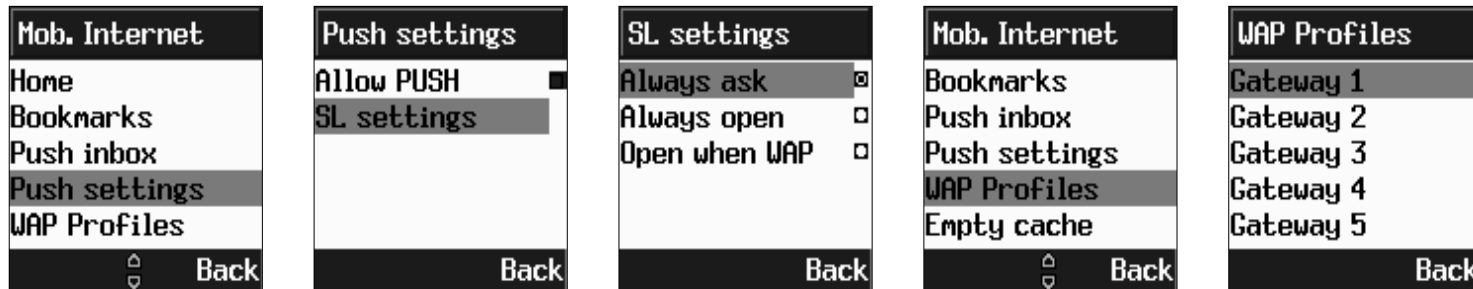 Mob. Internet
Home
Bookmarks
Push inbox
Push settings
WAP Profiles
Back
Push settings
Allow PUSH
SL settings
Back
SL settings
Always ask
Always open
Open when WAP
Back
Mob. Internet
Bookmarks
Push inbox
Push settings
WAP Profiles
Empty cache
Back
WAP Profiles
Gateway 1
Gateway 2
Gateway 3
Gateway 4
Gateway 5
Back